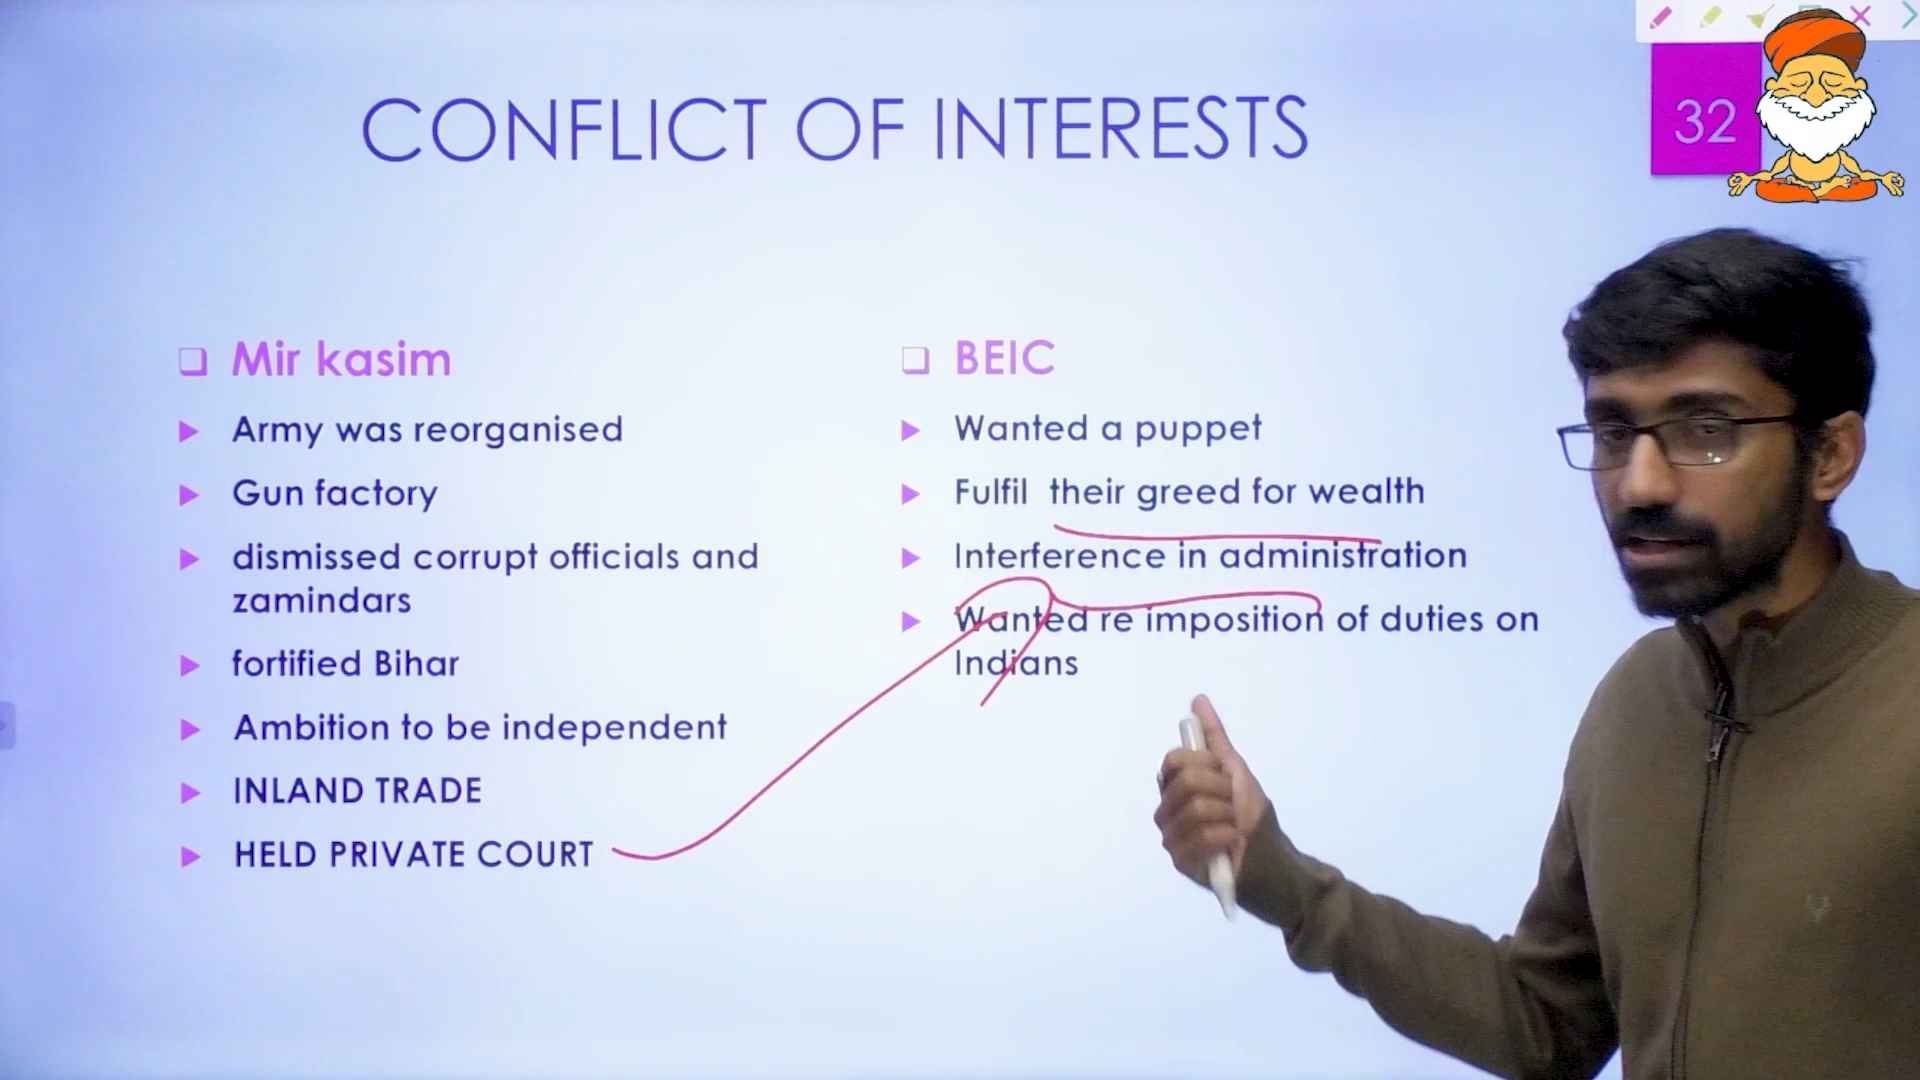 CONFLICT OF INTERESTS
32
Mir kasim
Army was reorganised
Gun factory
dismissed corrupt officials and
zamindars
fortified Bihar
Ambition to be independent
INLAND TRADE
HELD PRIVATE COURT
BEIC
Wanted a puppet
Fulfil their greed for wealth
Interference in administration
Wanted re imposition of duties on
Indians